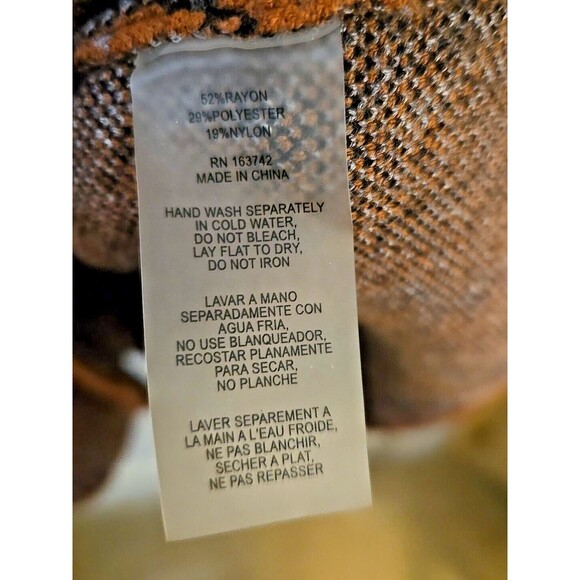 52%RAYON
29%POLYESTER
19%NYLON
RN 163742
MADE IN CHINA
HAND WASH SEPARATELY
IN COLD WATER,
DO NOT BLEACH,
LAY FLAT TO DRY,
DO NOT IRON
LAVAR A MANO
SEPARADAMENTE CON
AGUA FRIA,
NO USE BLANQUEADOR,
RECOSTAR PLANAMENTE
PARA SECAR,
NO PLANCHE
LAVER SEPAREMENT A
LA MAIN A L'EAU FROIDE,
NE PAS BLANCHIR,
SECHER A PLAT,
NE PAS REPASSER